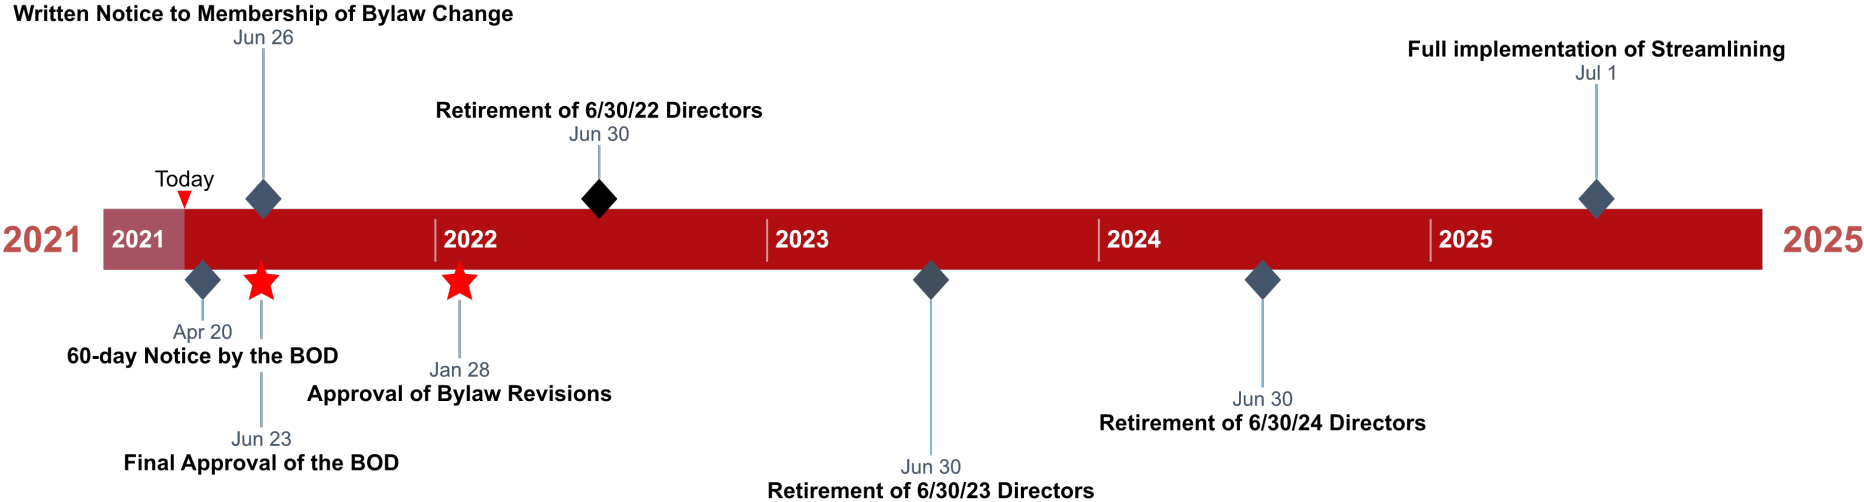 Written Notice to Membership of Bylaw Change
Jun 26
Full implementation of Streamlining
Jul 1
Retirement of 6/30/22 Directors
Jun 30
Today
2021
2021
2022
2023
2024
2025
2025
Apr 20
60-day Notice by the BOD
Jan 28
Approval of Bylaw Revisions
Jun 23
Final Approval of the BOD
Jun 30
Retirement of 6/30/24 Directors
Jun 30
Retirement of 6/30/23 Directors